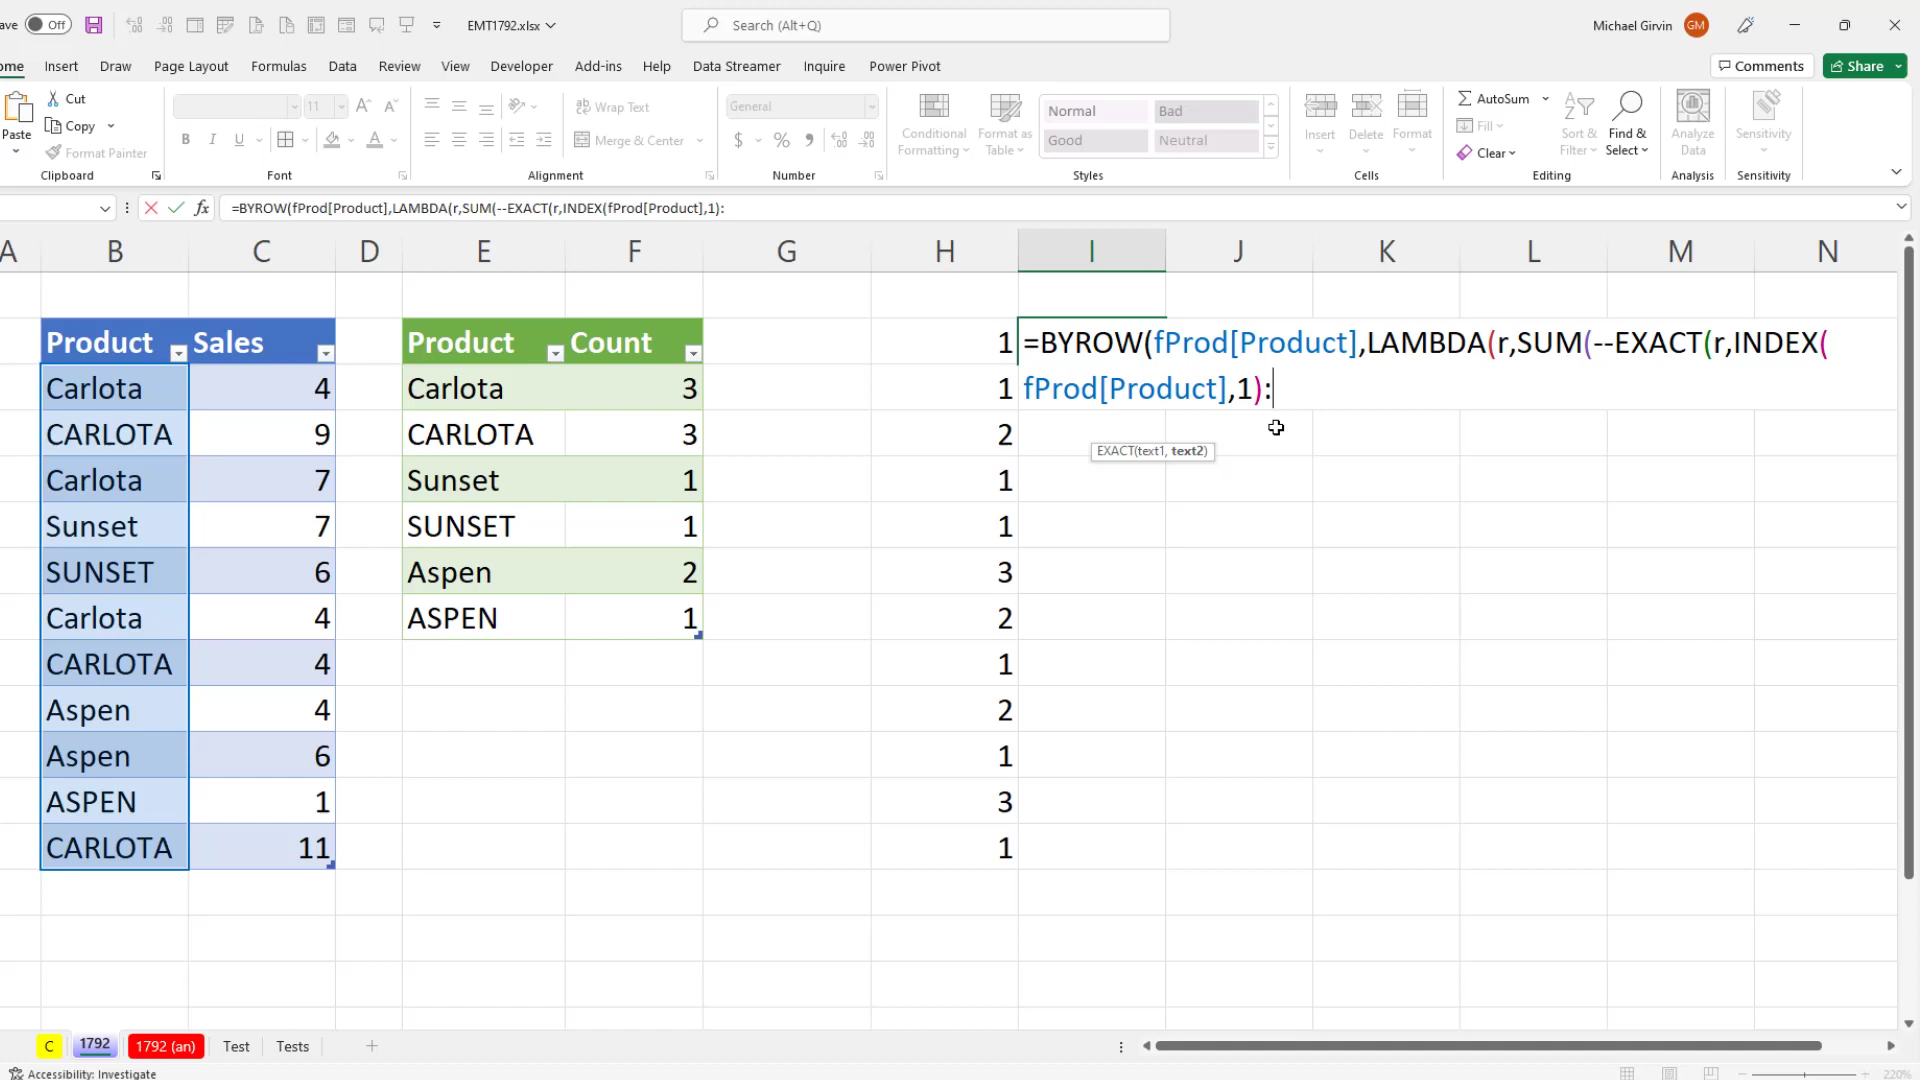 ave Off EMT1792.xlsx Search (Alt+Q) Michael Girvin GM
ome Insert Draw Page Layout Formulas Data Review View Developer Add-ins Help Data Streamer Inquire Power Pivot Comments Share
Paste Cut Copy Format Painter Clipboard
11 B I U A Font
Wrap Text Merge & Center Alignment
General $ % 9 Number
Conditional Formatting Format as Table Normal Bad Good Neutral Styles
Insert Delete Format Cells
AutoSum Fill Clear Sort & Filter Find & Select Editing
Analyze Data Analysis
Sensitivity Sensitivity
fx =BYROW(fProd[Product],LAMBDA(r,SUM(--EXACT(r,INDEX(fProd[Product],1):
A B C D E F G H I J K L M N
Product Sales Product Count 1 =BYROW(fProd[Product],LAMBDA(r,SUM(--EXACT(r,INDEX(
Carlota 4 Carlota 3 1 fProd[Product],1):
CARLOTA 9 CARLOTA 3 2 EXACT(text1, text2)
Carlota 7 Sunset 1 1
Sunset 7 SUNSET 1 1
SUNSET 6 Aspen 2 3
Carlota 4 ASPEN 1 2
CARLOTA 4 1
Aspen 4 2
Aspen 6 1
ASPEN 1 3
CARLOTA 11 1
C 1792 1792 (an) Test Tests
Accessibility: Investigate 220%